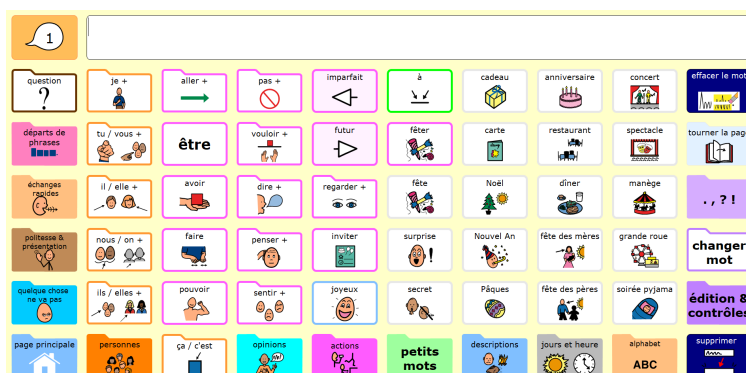 1
question je + aller + pas + imparfait à cadeau anniversaire concert effacer le mot
départs de phrases tu / vous + être vouloir + futur fêter carte restaurant spectacle tourner la pag
échanges rapides il / elle + avoir dire + regarder + fête Noël dîner manège . , ? !
politesse & présentation nous / on + faire penser + inviter surprise Nouvel An fête des mères grande roue changer mot
quelque chose ne va pas ils / elles + pouvoir sentir + joyeux secret Pâques fête des pères soirée pyjama édition & contrôles
page principale personnes ça / c'est opinions Hey! actions petits mots descriptions jours et heure alphabet ABC supprimer